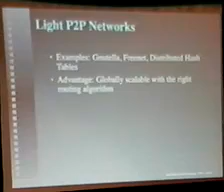 Light P2P Networks
• Examples: Gnutella, Freenet, Distributed Hash
Tables
• Advantage: Globally scalable with the right
routing algorithm